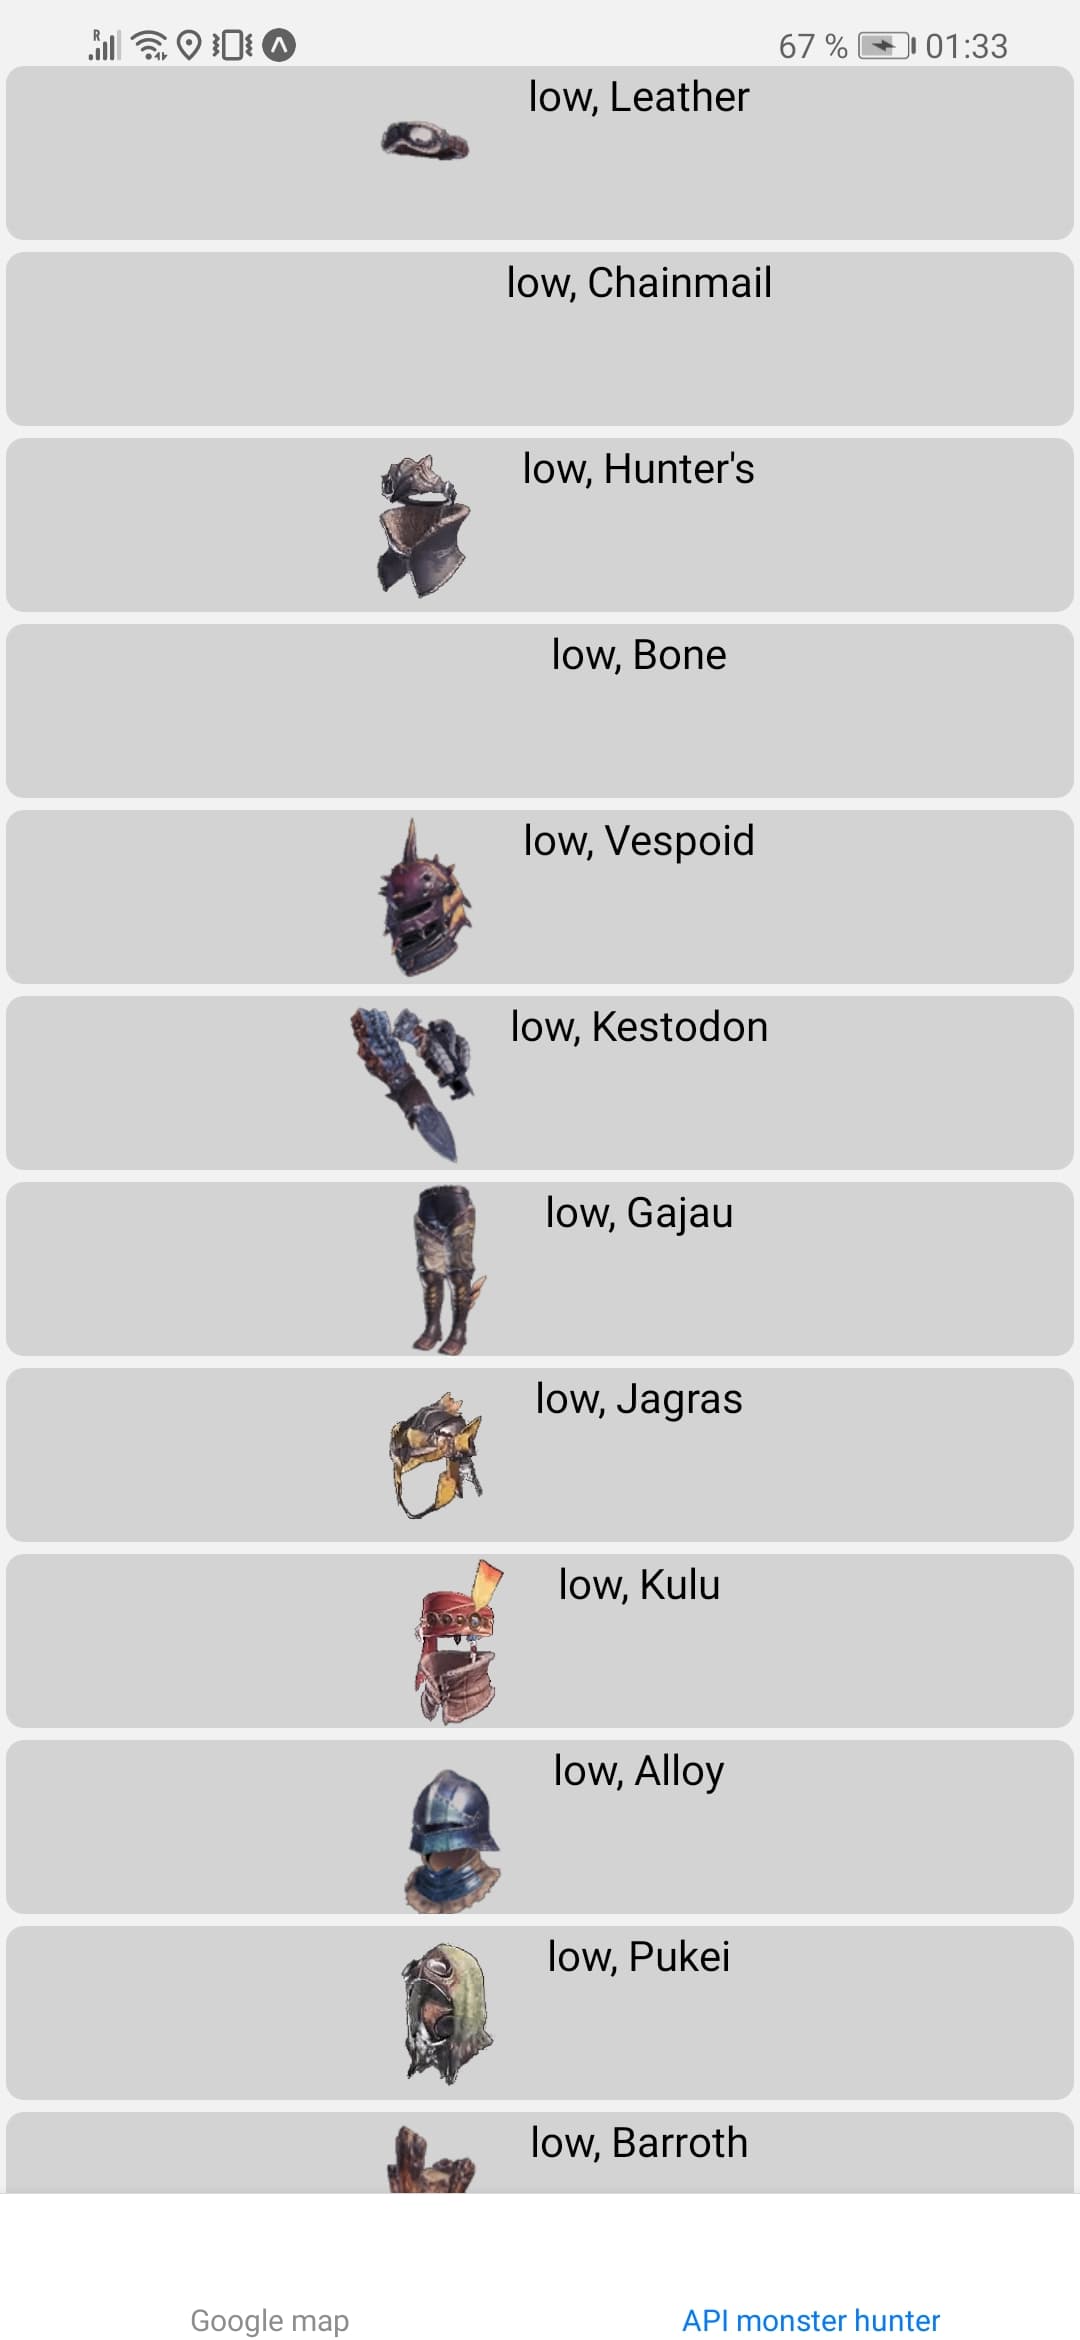 R 67 % 01:33
low, Leather
low, Chainmail
low, Hunter's
low, Bone
low, Vespoid
low, Kestodon
low, Gajau
low, Jagras
low, Kulu
low, Alloy
low, Pukei
low, Barroth
Google map
API monster hunter